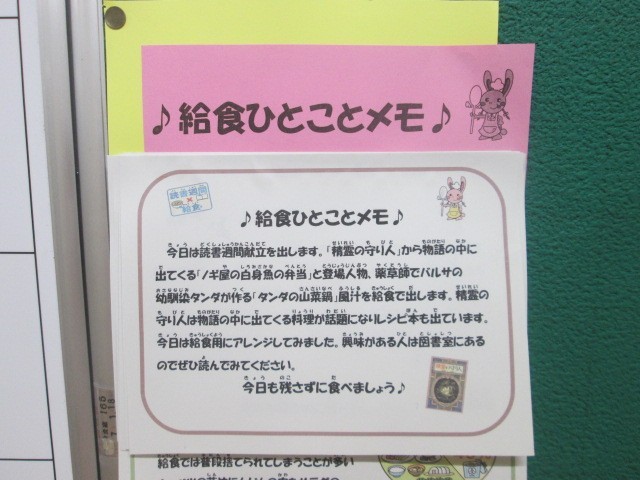 ♪給食ひとことメモ♪
読書週間
×
給食
♪給食ひとことメモ♪
今日は読書週間献立を出します。「精霊の守り人」から物語の中に
出てくる「ノギ屋の白身魚の弁当」と登場人物、薬草師でバルサの
幼馴染タンダが作る「タンダの山菜鍋」風汁を給食で出します。精霊の
守り人は物語の中に出てくる料理が話題になりレシピ本も出ています。
今日は給食用にアレンジしてみました。興味がある人は図書室にある
のでぜひ読んでみてください。
今日も残さずに食べましょう♪
給食では普段捨てられてしまうことが多い